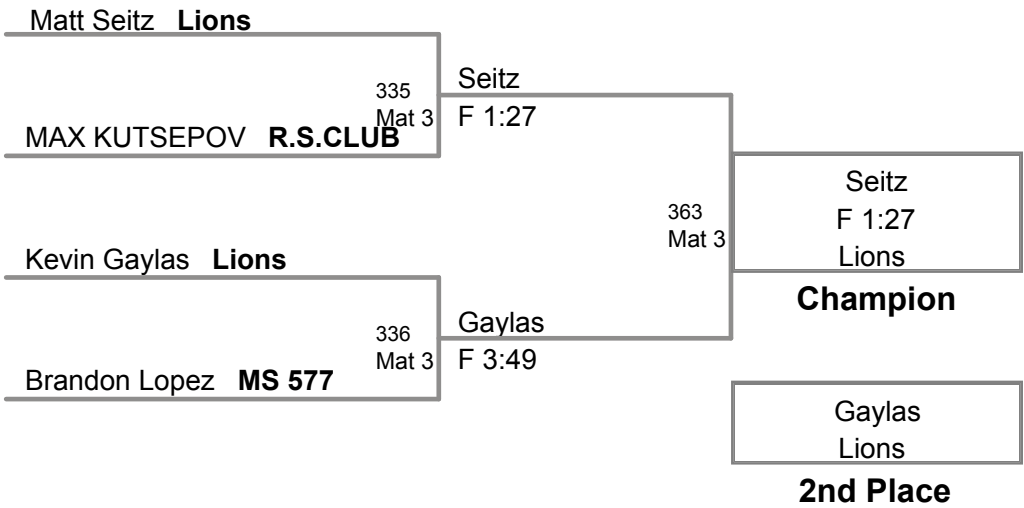 Matt Seitz Lions
335
Mat 3
Seitz
F 1:27
MAX KUTSEPOV R.S.CLUB
363
Mat 3
Seitz
F 1:27
Lions
Champion
Kevin Gaylas Lions
336
Mat 3
Gaylas
F 3:49
Brandon Lopez MS 577
Gaylas
Lions
2nd Place